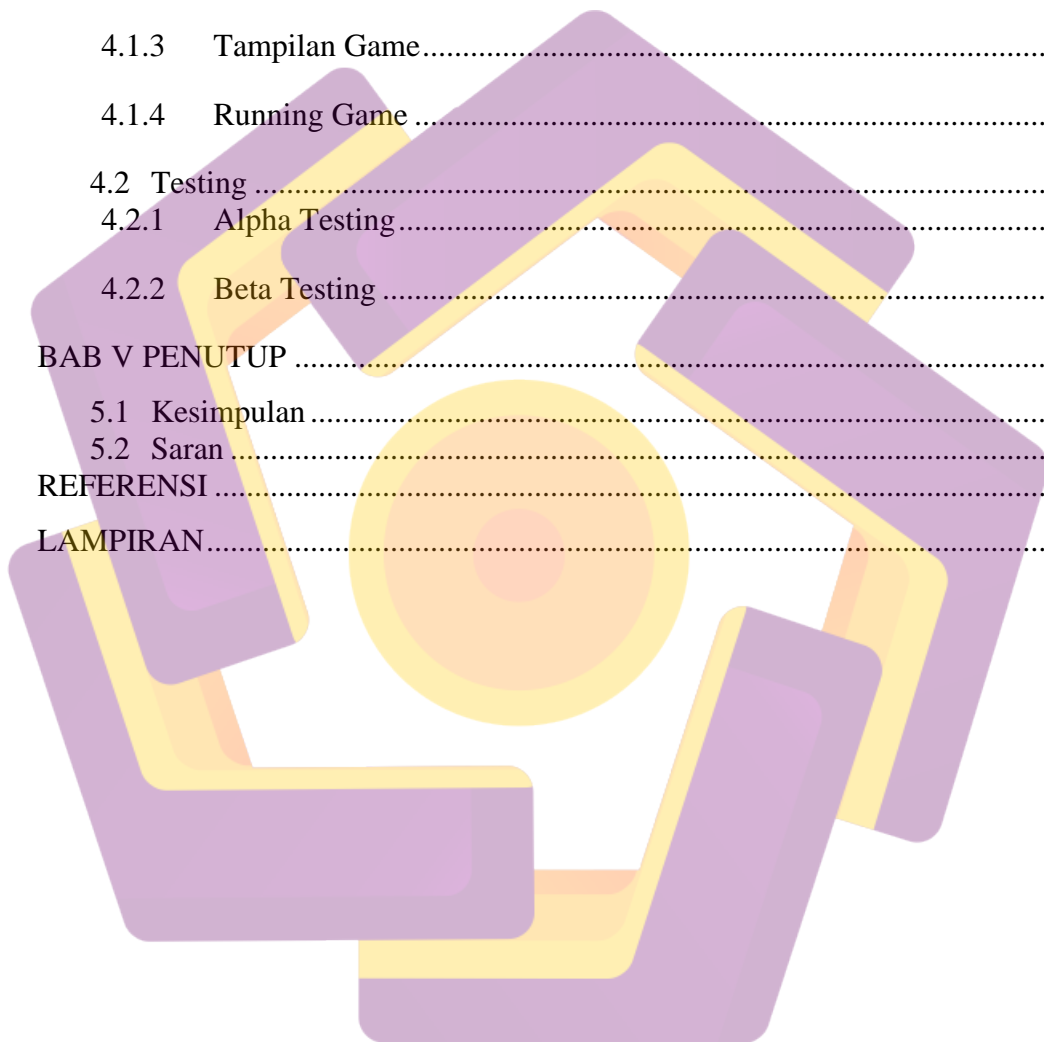 4.1.3 Tampilan Game..........................................................................
4.1.4 Running Game ..........................................................................
4.2 Testing ..........................................................................................
4.2.1 Alpha Testing..........................................................................
4.2.2 Beta Testing ..........................................................................
BAB V PENUTUP ..........................................................................
5.1 Kesimpulan ..........................................................................
5.2 Saran ..........................................................................................
REFERENSI ..........................................................................................
LAMPIRAN..........................................................................................